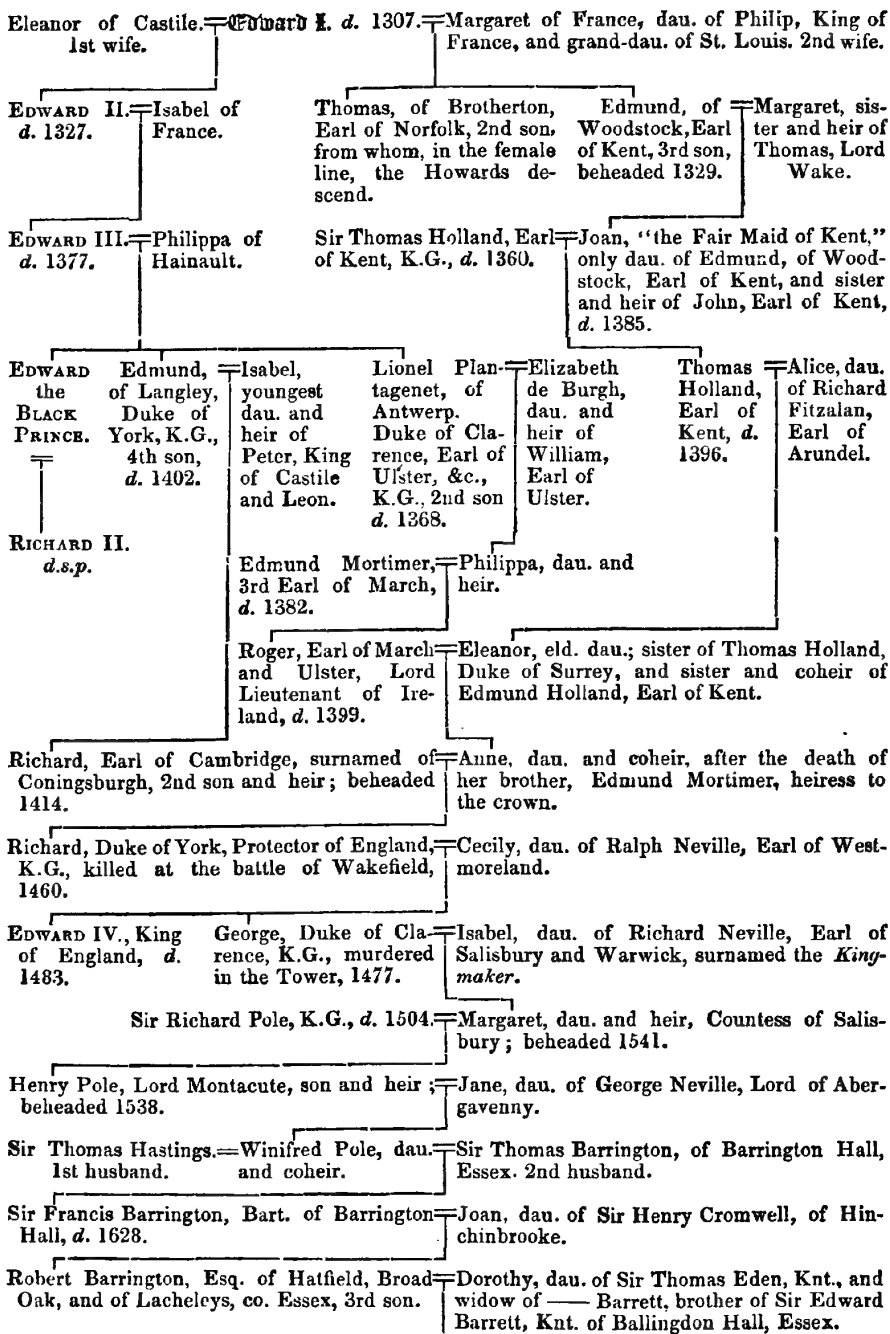 Eleanor of Castile.
1st wife.
Edward I. d. 1307.
Margaret of France, dau. of Philip, King of
France, and grand-dau. of St. Louis. 2nd wife.
EDWARD II.
d. 1327.
Isabel of
France.
Thomas, of Brotherton,
Earl of Norfolk, 2nd son,
from whom, in the female
line, the Howards de-
scend.
Edmund, of
Woodstock, Earl
of Kent, 3rd son,
beheaded 1329.
Margaret, sis-
ter and heir of
Thomas, Lord
Wake.
EDWARD III.
d. 1377.
Philippa of
Hainault.
Sir Thomas Holland, Earl
of Kent, K.G., d. 1360.
Joan, "the Fair Maid of Kent,"
only dau. of Edmund, of Wood-
stock, Earl of Kent, and sister
and heir of John, Earl of Kent,
d. 1385.
EDWARD
the
BLACK
PRINCE.
Edmund,
of Langley,
Duke of
York, K.G.,
4th son,
d. 1402.
Isabel,
youngest
dau. and
heir of
Peter, King
of Castile
and Leon.
Lionel Plan-
tagenet, of
Antwerp.
Duke of Cla-
rence, Earl of
Ulster, &c.,
K.G., 2nd son
d. 1368.
Elizabeth
de Burgh,
dau. and
heir of
William,
Earl of
Ulster.
Thomas
Holland,
Earl of
Kent, d.
1396.
Alice, dau.
of Richard
Fitzalan,
Earl of
Arundel.
RICHARD II.
d.s.p.
Edmund Mortimer,
3rd Earl of March,
d. 1382.
Philippa, dau. and
heir.
Roger, Earl of March
and Ulster, Lord
Lieutenant of Ire-
land, d. 1399.
Eleanor, eld. dau.; sister of Thomas Holland,
Duke of Surrey, and sister and coheir of
Edmund Holland, Earl of Kent.
Richard, Earl of Cambridge, surnamed of
Coningsburgh, 2nd son and heir; beheaded
1414.
Anne, dau. and coheir, after the death of
her brother, Edmund Mortimer, heiress to
the crown.
Richard, Duke of York, Protector of England,
K.G., killed at the battle of Wakefield,
1460.
Cecily, dau. of Ralph Neville, Earl of West-
moreland.
EDWARD IV., King
of England, d.
1483.
George, Duke of Cla-
rence, K.G., murdered
in the Tower, 1477.
Isabel, dau. of Richard Neville, Earl of
Salisbury and Warwick, surnamed the King-
maker.
Sir Richard Pole, K.G., d. 1504.
Margaret, dau. and heir, Countess of Salis-
bury; beheaded 1541.
Henry Pole, Lord Montacute, son and heir;
beheaded 1538.
Jane, dau. of George Neville, Lord of Aber-
gavenny.
Sir Thomas Hastings.
1st husband.
Winifred Pole, dau.
and coheir.
Sir Thomas Barrington, of Barrington Hall,
Essex. 2nd husband.
Sir Francis Barrington, Bart. of Barrington
Hall, d. 1628.
Joan, dau. of Sir Henry Cromwell, of Hin-
chinbrooke.
Robert Barrington, Esq. of Hatfield, Broad
Oak, and of Lacheleys, co. Essex, 3rd son.
Dorothy, dau. of Sir Thomas Eden, Knt., and
widow of —— Barrett, brother of Sir Edward
Barrett, Knt. of Ballingdon Hall, Essex.